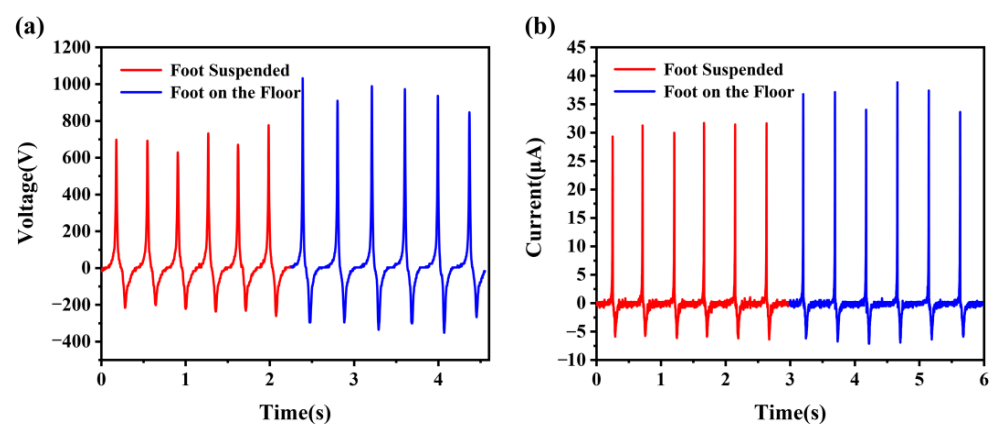 (a)
1200
1000
800
600
400
200
0
−200
−400
Voltage(V)
Foot Suspended
Foot on the Floor
0 1 2 3 4
Time(s)
(b)
45
40
35
30
25
20
15
10
5
0
−5
−10
Current(μA)
Foot Suspended
Foot on the Floor
0 1 2 3 4 5 6
Time(s)